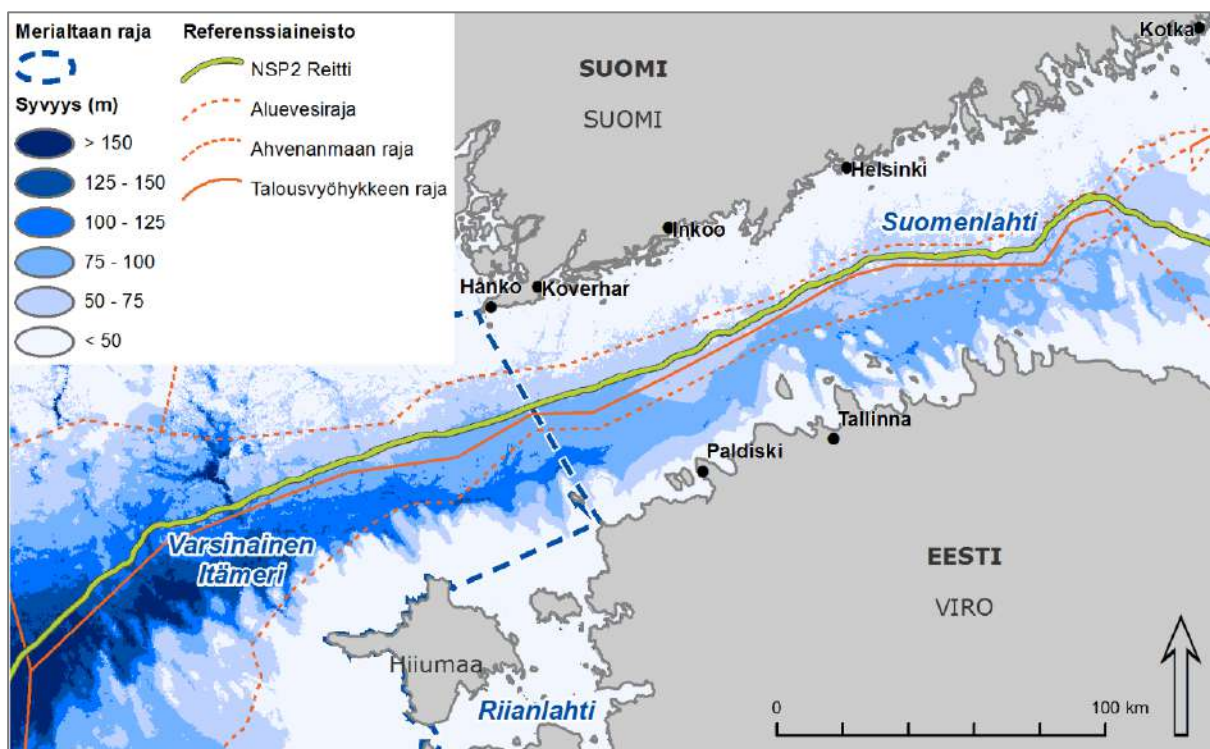 Merialtaan raja
Syvyys (m)
> 150
125 - 150
100 - 125
75 - 100
50 - 75
< 50
Referenssiaineisto
NSP2 Reitti
Aluevesiraja
Ahvenanmaan raja
Talousvyöhykkeen raja
Kotka
SUOMI
SUOMI
Helsinki
Suomenlahti
Inkoo
Hanko
Koverhar
Tallinna
Paldiski
Varsinainen
Itämeri
EESTI
VIRO
Hiiumaa
Riianlahti
0
100 km